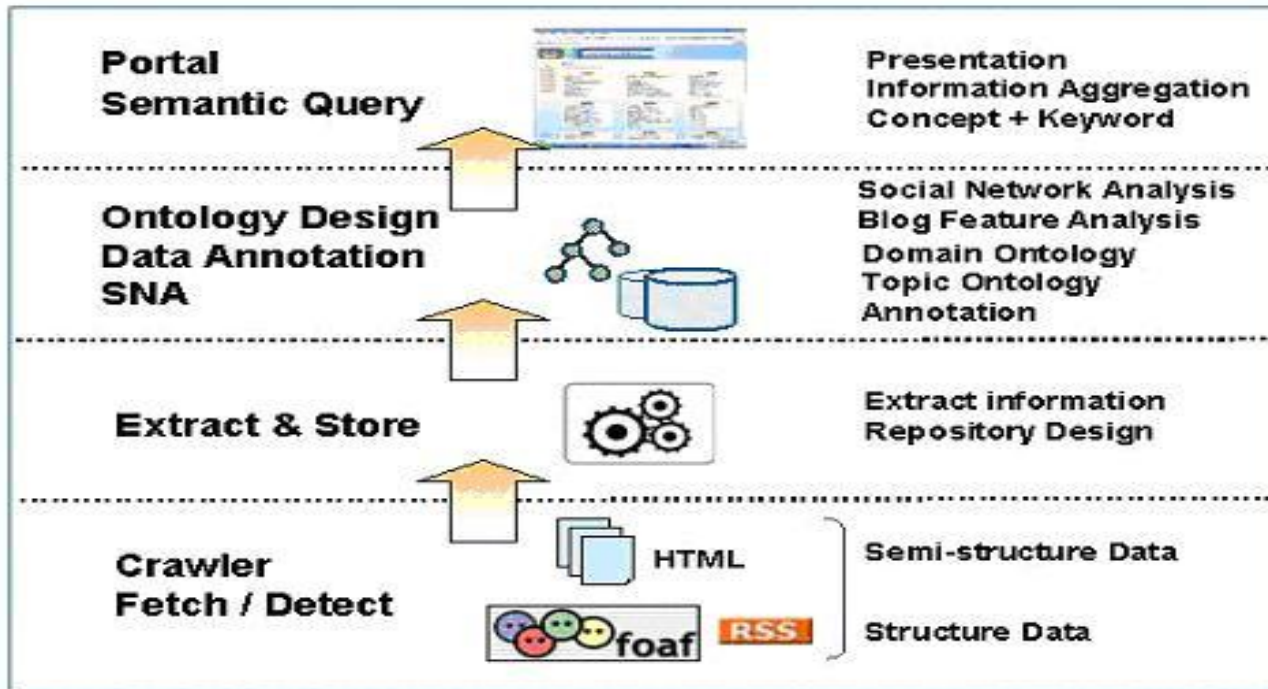 Portal
Semantic Query
Presentation
Information Aggregation
Concept + Keyword
Ontology Design
Data Annotation
SNA
Social Network Analysis
Blog Feature Analysis
Domain Ontology
Topic Ontology
Annotation
Extract & Store
Extract information
Repository Design
Crawler
Fetch / Detect
HTML
foaf
RSS
Semi-structure Data
Structure Data